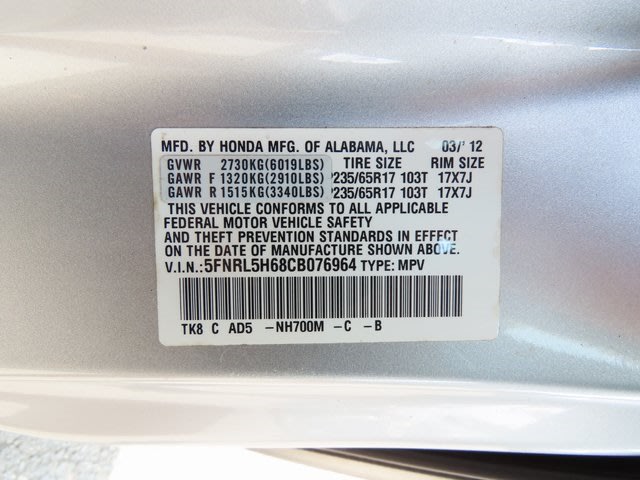 MFD. BY HONDA MFG. OF ALABAMA, LLC 03/'12
GVWR 2730KG(6019LBS) TIRE SIZE RIM SIZE
GAWR F 1320KG(2910LBS) P235/65R17 103T 17X7J
GAWR R 1515KG(3340LBS) P235/65R17 103T 17X7J
THIS VEHICLE CONFORMS TO ALL APPLICABLE
FEDERAL MOTOR VEHICLE SAFETY
AND THEFT PREVENTION STANDARDS IN EFFECT
ON THE DATE OF MANUFACTURE SHOWN ABOVE.
V.I.N.:5FNRL5H68CB076964 TYPE: MPV
TK8 C AD5 -NH700M -C -B